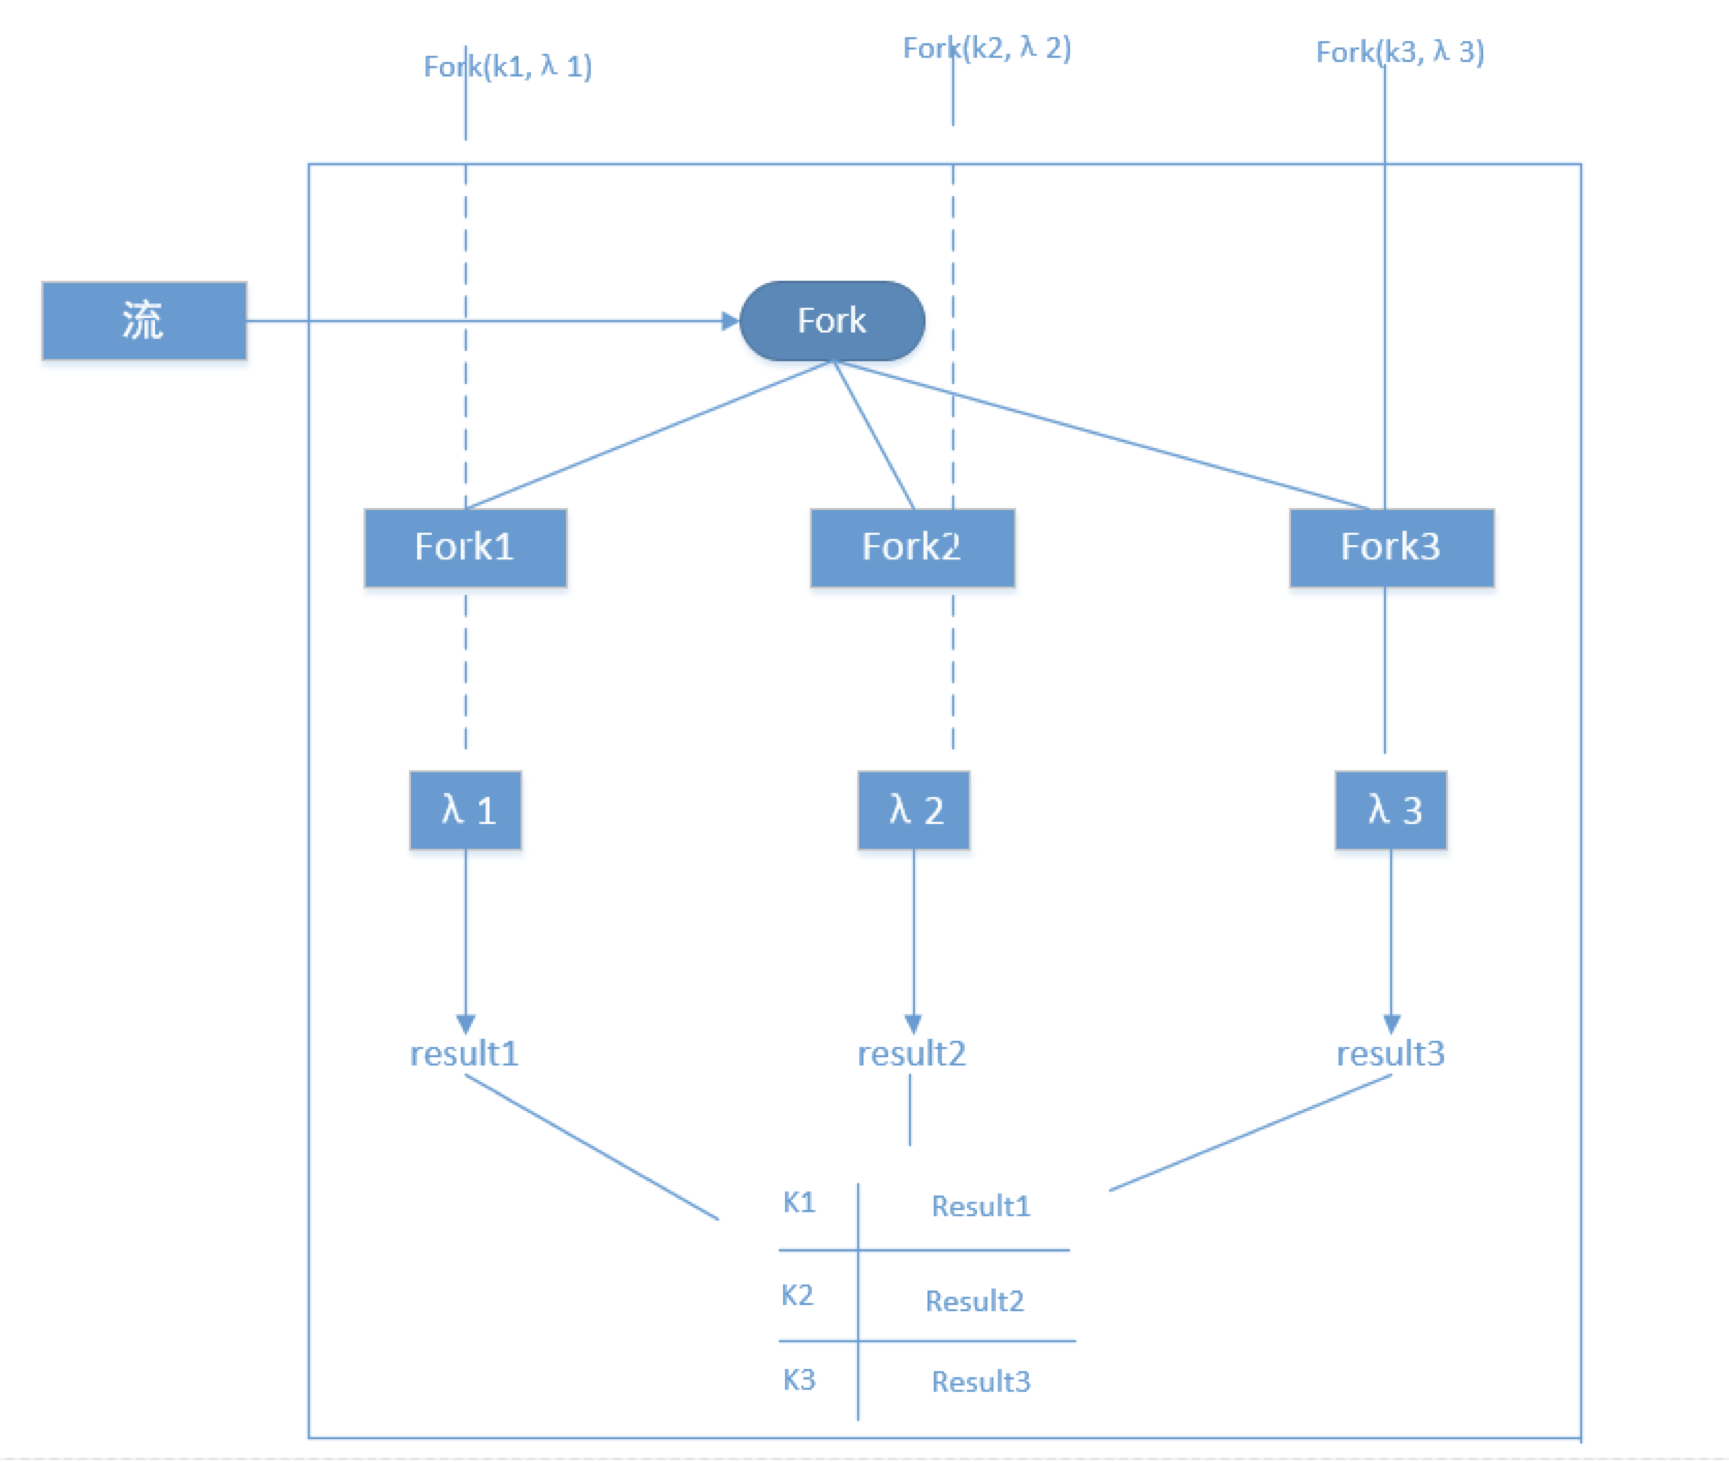 Fork(k1, λ 1)
Fork(k2, λ 2)
Fork(k3, λ 3)
流
Fork
Fork1
Fork2
Fork3
λ 1
λ 2
λ 3
result1
result2
result3
K1 Result1
K2 Result2
K3 Result3